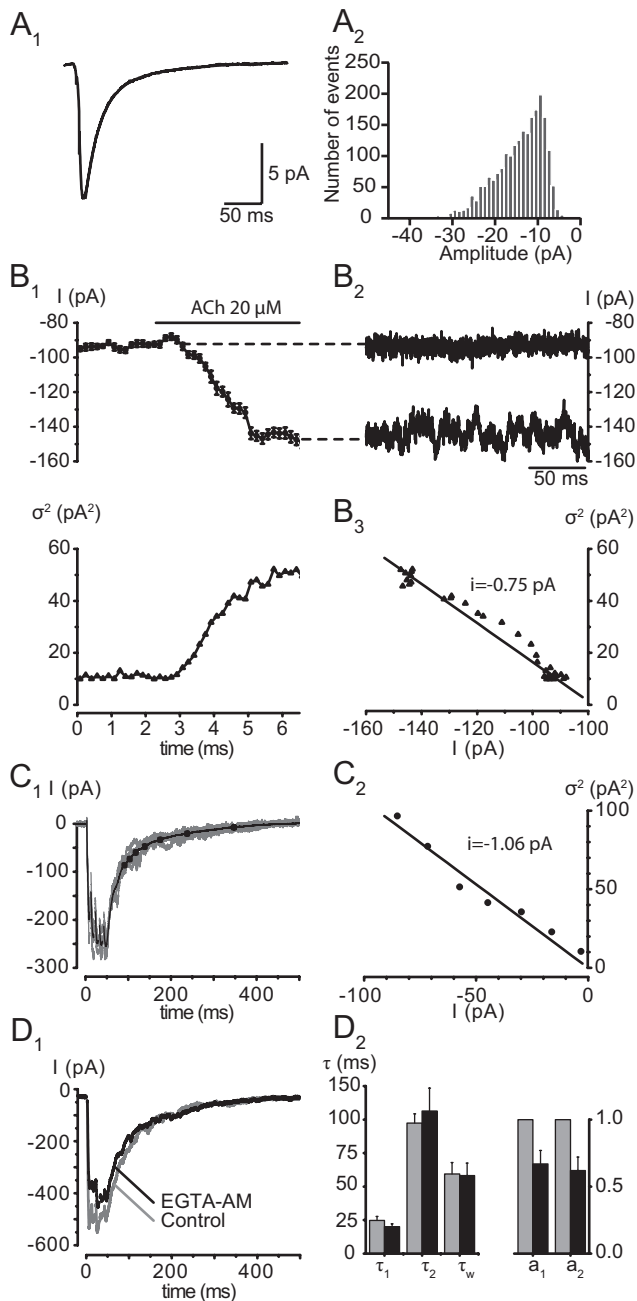 A1
5 pA
50 ms
A2
Number of events
250
200
150
100
50
0
-40 -30 -20 -10 0
Amplitude (pA)
B1
I (pA)
ACh 20 µM
-80
-100
-120
-140
-160
B2
I (pA)
-80
-100
-120
-140
-160
50 ms
σ² (pA²)
60
40
20
0
0 1 2 3 4 5 6
time (ms)
B3
σ² (pA²)
i=-0.75 pA
60
40
20
0
-160 -140 -120 -100
I (pA)
C1
I (pA)
0
-100
-200
-300
0 200 400
time (ms)
C2
σ² (pA²)
i=-1.06 pA
100
50
0
-100 -50 0
I (pA)
D1
I (pA)
0
-200
-400
-600
EGTA-AM
Control
0 200 400
time (ms)
D2
τ (ms)
150
125
100
75
50
25
0
τ1 τ2 τw
1.0
0.5
0.0
a1 a2